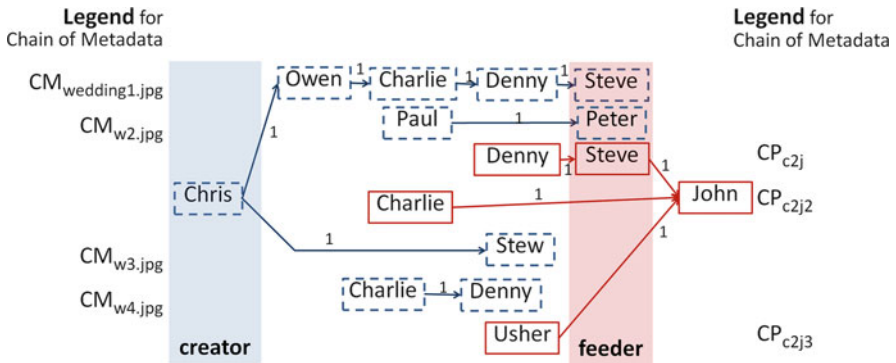 Legend for
Chain of Metadata
Legend for
Chain of Metadata
CMwedding1.jpg
Owen
1
Charlie
1
Denny
1
Steve
CMw2.jpg
1
Paul
1
Peter
Denny
1
Steve
1
CPc2j
Chris
Charlie
1
John
CPc2j2
1
CMw3.jpg
1
Stew
CMw4.jpg
Charlie
1
Denny
Usher
CPc2j3
creator
feeder